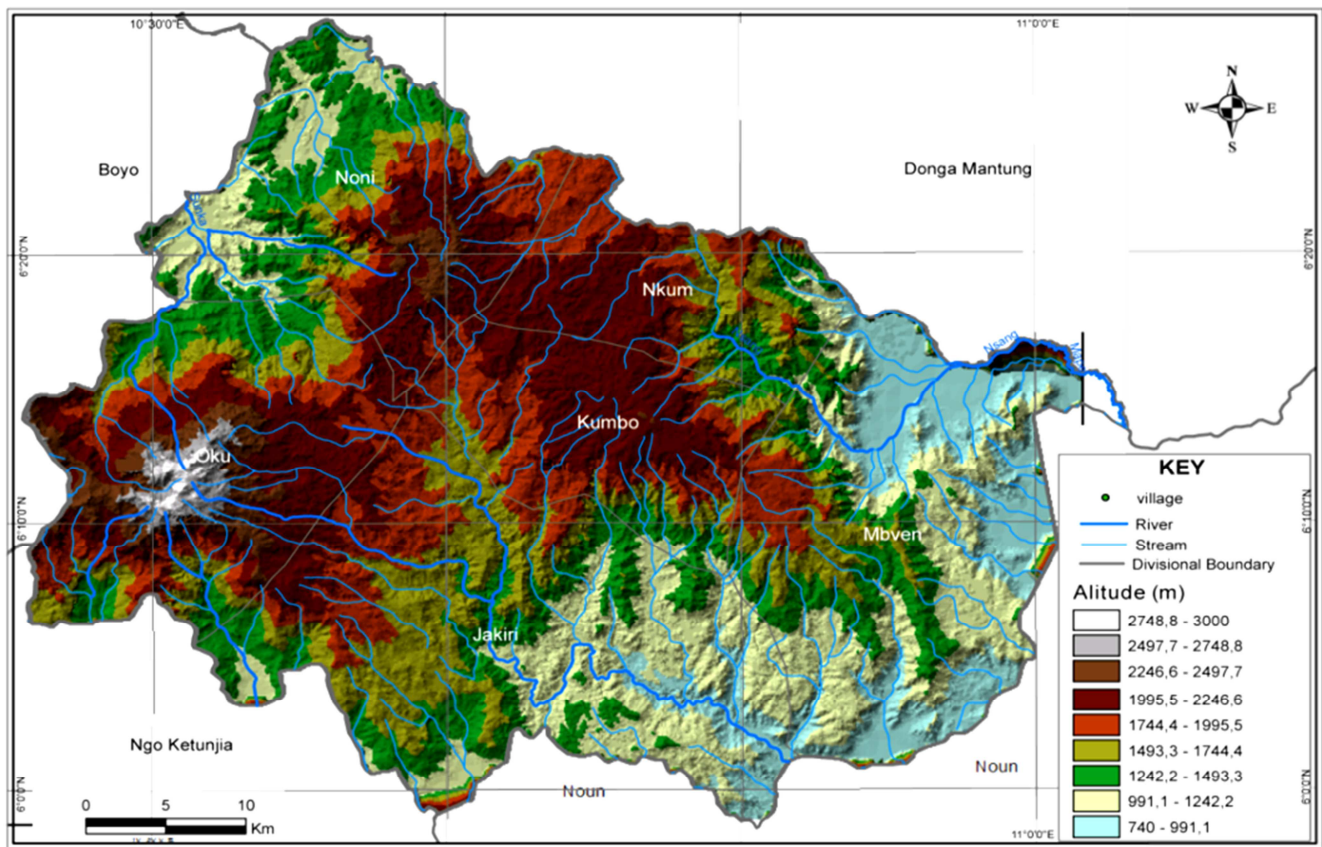 10°30'0"E
11°0'0"E
N
W
E
S
Boyo
Donga Mantung
Noni
6°20'0"N
6°20'0"N
Nkum
Nsang
Kumbo
Oku
6°10'0"N
6°10'0"N
Mbven
Jakiri
Ngo Ketunjia
Noun
Noun
6°0'0"N
6°0'0"N
0 5 10
Km
11°0'0"E
KEY
village
River
Stream
Divisional Boundary
Altitude (m)
2748,8 - 3000
2497,7 - 2748,8
2246,6 - 2497,7
1995,5 - 2246,6
1744,4 - 1995,5
1493,3 - 1744,4
1242,2 - 1493,3
991,1 - 1242,2
740 - 991,1